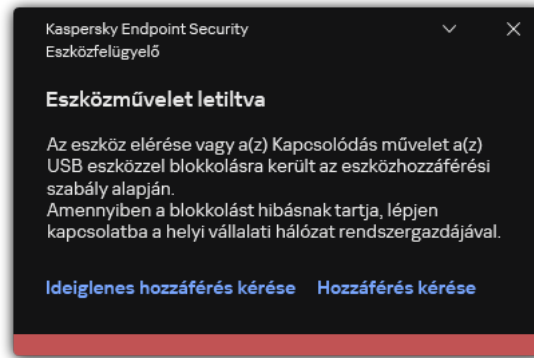 Kaspersky Endpoint Security
Eszközfelügyelő
Eszközművelet letiltva
Az eszköz elérése vagy a(z) Kapcsolódás művelet a(z)
USB eszközzel blokkolásra került az eszközhozzáférési
szabály alapján.
Amennyiben a blokkolást hibásnak tartja, lépjen
kapcsolatba a helyi vállalati hálózat rendszergazdájával.
Ideiglenes hozzáférés kérése Hozzáférés kérése